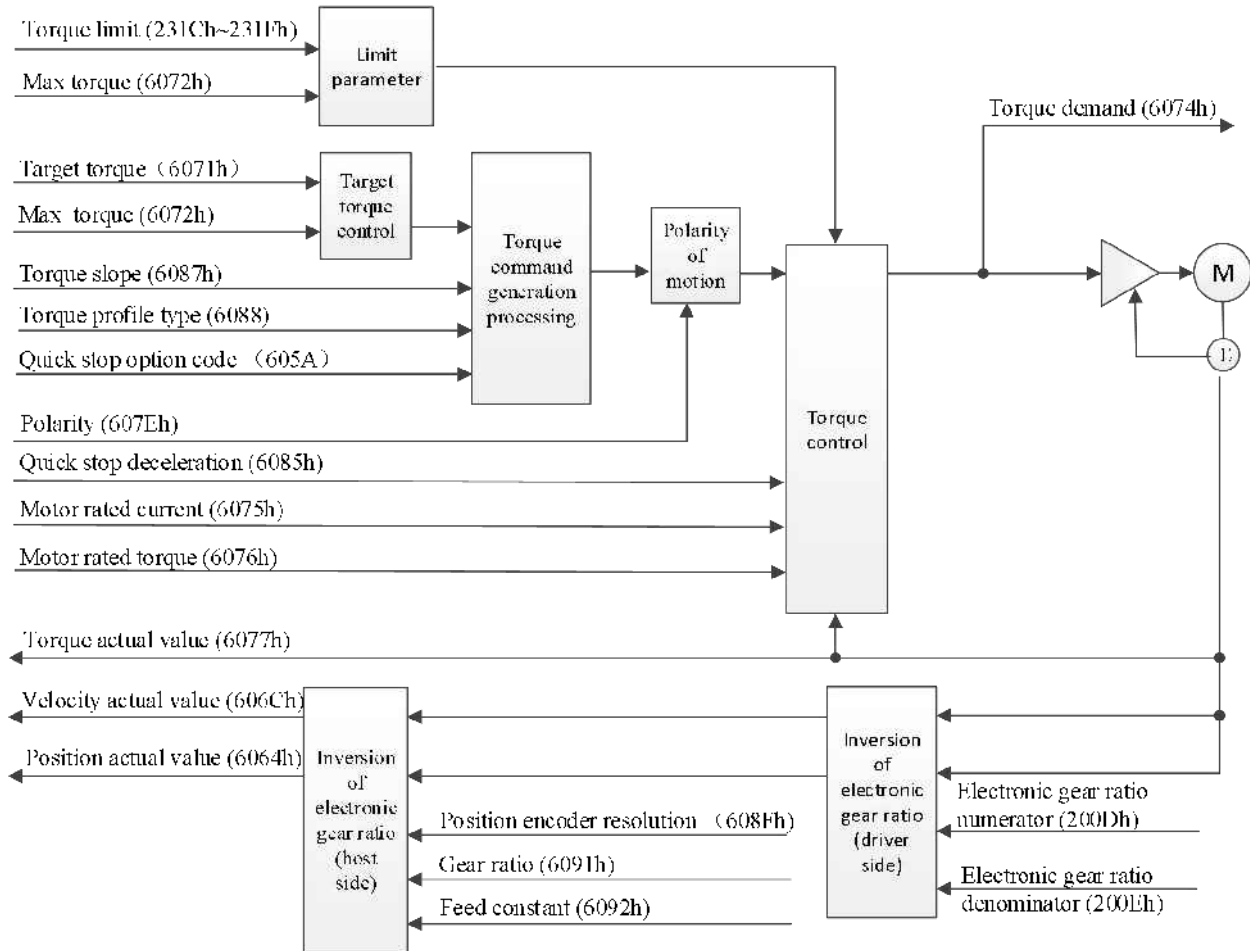 Torque limit (231Ch~231Fh)
Max torque (6072h)
Limit
parameter
Torque demand (6074h)
Target torque（6071h）
Max torque (6072h)
Target
torque
control
Torque slope (6087h)
Torque profile type (6088)
Quick stop option code （605A）
Torque
command
generation
processing
Polarity
of
motion
M
E
Polarity (607Eh)
Quick stop deceleration (6085h)
Motor rated current (6075h)
Motor rated torque (6076h)
Torque
control
Torque actual value (6077h)
Velocity actual value (606Ch)
Position actual value (6064h)
Inversion
of
electronic
gear ratio
(host
side)
Position encoder resolution （608Fh)
Gear ratio (6091h)
Feed constant (6092h)
Inversion
of
electronic
gear ratio
(driver
side)
Electronic gear ratio
numerator (200Dh)
Electronic gear ratio
denominator (200Eh)